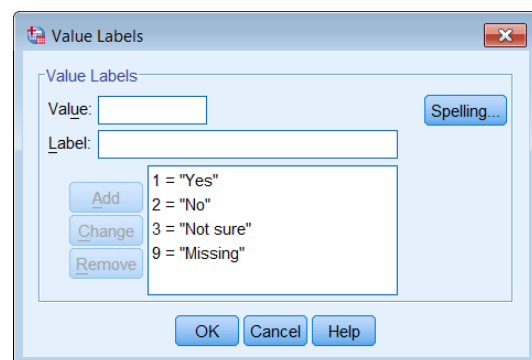 Value Labels
Value Labels
Value:
Spelling...
Label:
1 = "Yes"
Add
2 = "No"
Change
3 = "Not sure"
Remove
9 = "Missing"
OK Cancel Help